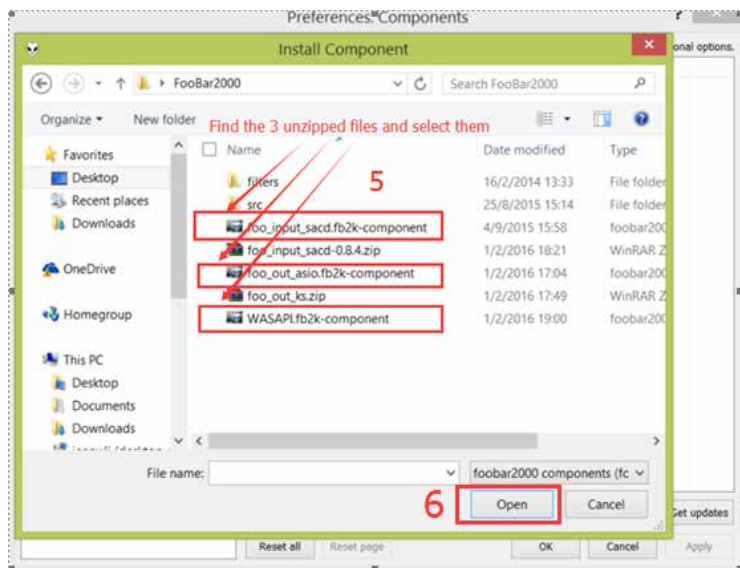 Preferences: Components
Install Component
onal options.
FooBar2000
Search FooBar2000
Organize
New folder
Find the 3 unzipped files and select them
Name
Date modified
Type
5
Favorites
Desktop
Recent places
Downloads
OneDrive
Homegroup
This PC
Desktop
Documents
Downloads
filters
16/2/2014 13:33
File folder
src
25/8/2015 15:14
File folder
foo_input_sacd.fb2k-component
4/9/2015 15:58
foobar200
foo_input_sacd-0.8.4.zip
1/2/2016 18:21
WinRAR Z
foo_out_asio.fb2k-component
1/2/2016 17:04
foobar200
foo_out_ks.zip
1/2/2016 17:49
WinRAR Z
WASAPI.fb2k-component
1/2/2016 19:00
foobar200
File name:
foobar2000 components (fc
6
Open
Cancel
Get updates
Reset all
Reset page
OK
Cancel
Apply